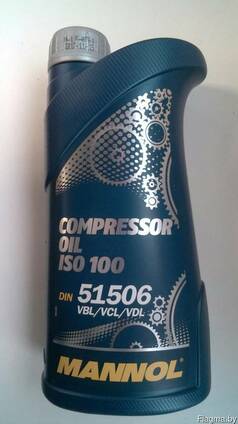 COMPRESSOR
OIL
ISO 100
DIN 51506
VBL/VCL/VDL
MANNOL
Flagma.by